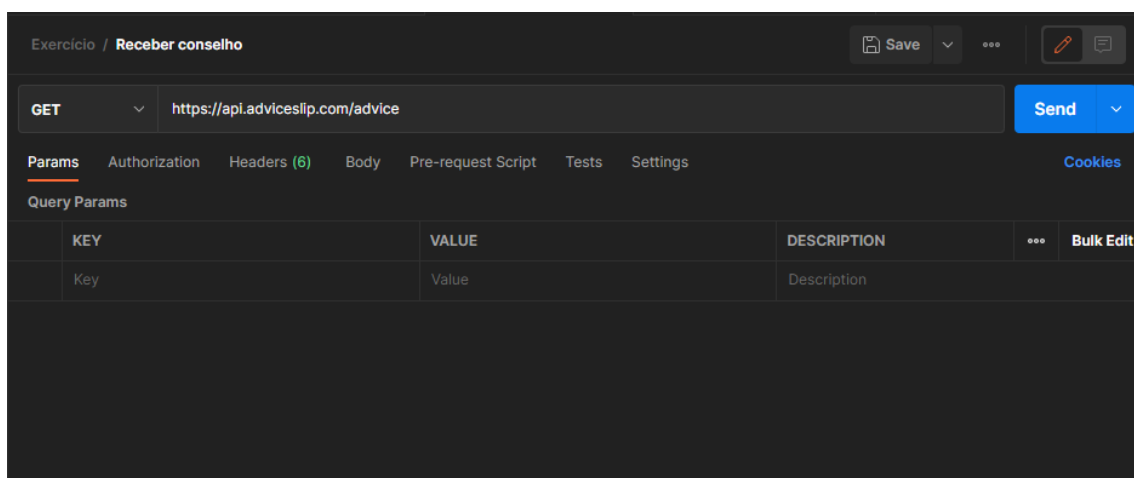 Exercício / Receber conselho Save
GET https://api.adviceslip.com/advice Send
Params Authorization Headers (6) Body Pre-request Script Tests Settings Cookies
Query Params
KEY VALUE DESCRIPTION Bulk Edit
Key Value Description